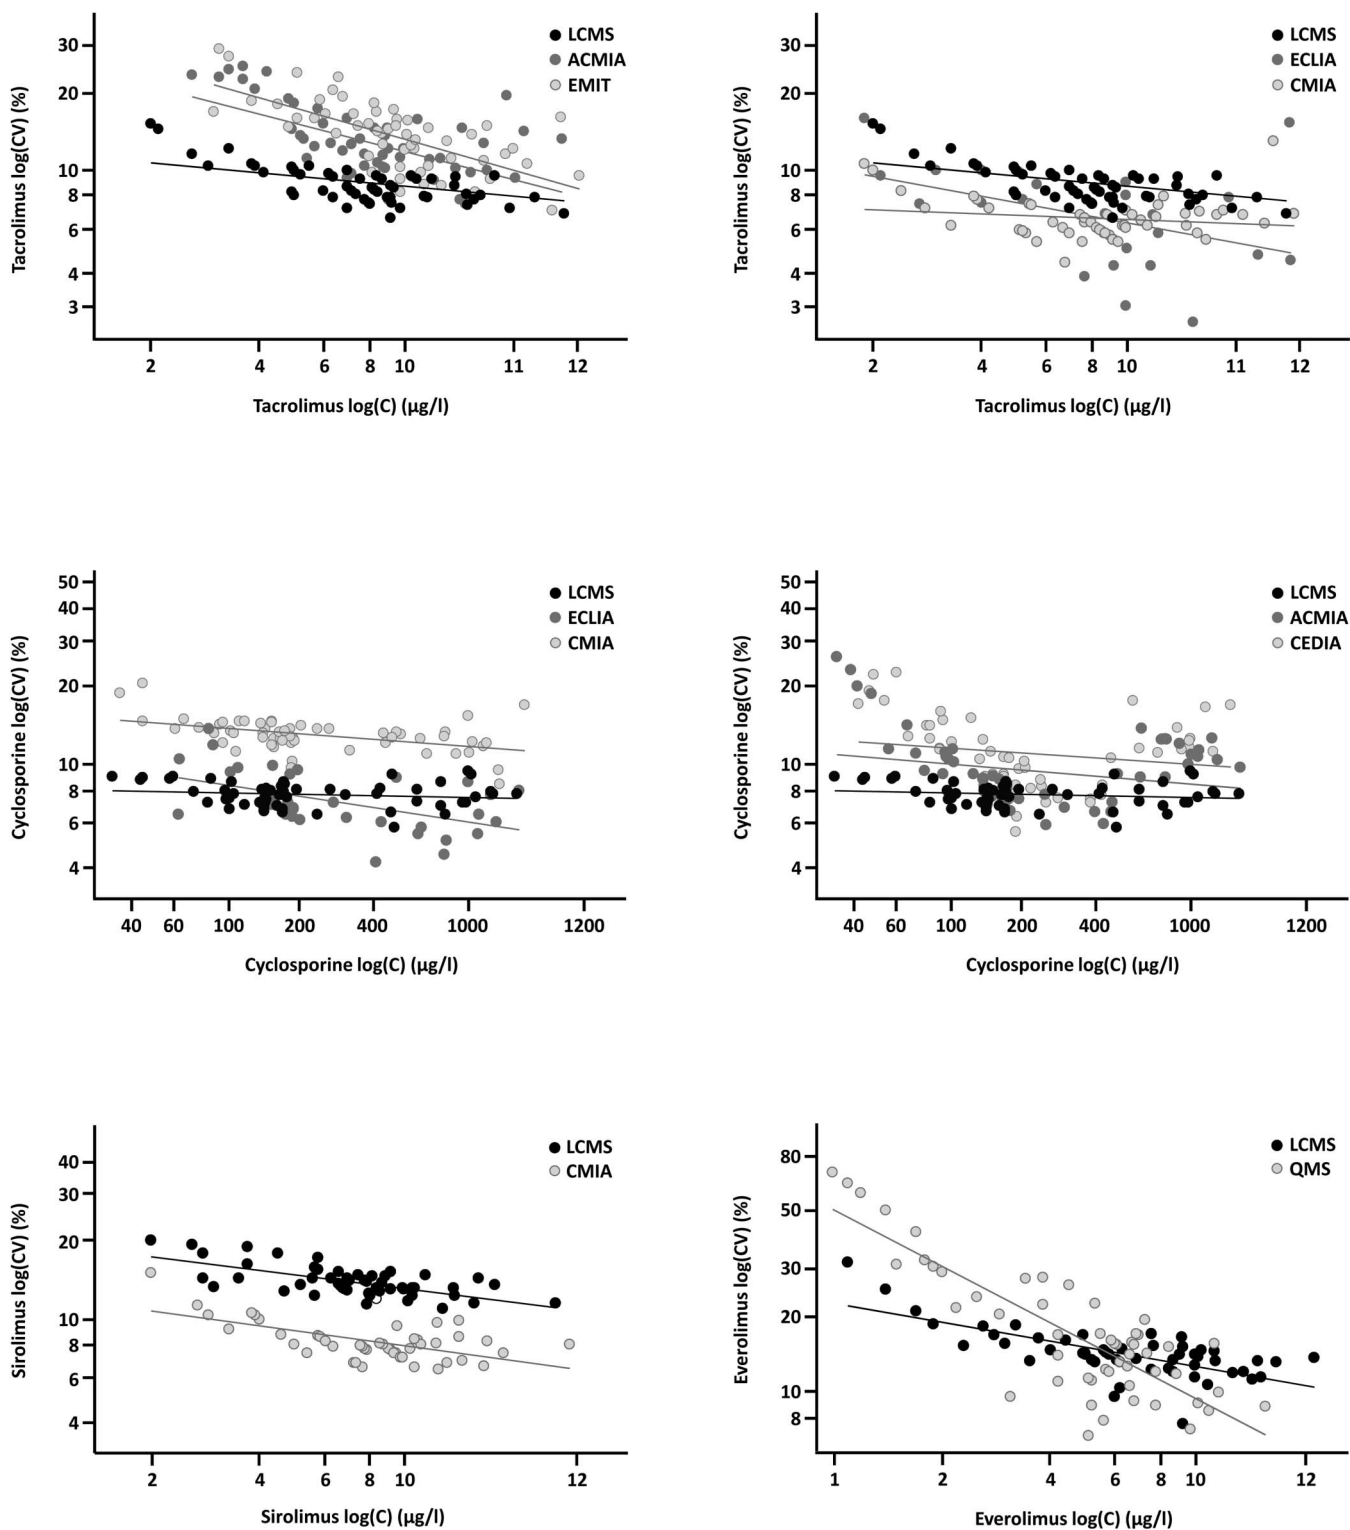 LCMS
ACMIA
EMIT
30
20
10
8
6
4
3
Tacrolimus log(CV) (%)
2 4 6 8 10 11 12
Tacrolimus log(C) (µg/l)
LCMS
ECLIA
CMIA
30
20
10
8
6
4
3
Tacrolimus log(CV) (%)
2 4 6 8 10 11 12
Tacrolimus log(C) (µg/l)
LCMS
ECLIA
CMIA
50
40
30
20
10
8
6
4
Cyclosporine log(CV) (%)
40 60 100 200 400 1000 1200
Cyclosporine log(C) (µg/l)
LCMS
ACMIA
CEDIA
50
40
30
20
10
8
6
4
Cyclosporine log(CV) (%)
40 60 100 200 400 1000 1200
Cyclosporine log(C) (µg/l)
LCMS
CMIA
40
30
20
10
8
6
4
Sirolimus log(CV) (%)
2 4 6 8 10 12
Sirolimus log(C) (µg/l)
LCMS
QMS
80
50
30
20
10
8
Everolimus log(CV) (%)
1 2 4 6 8 10 12
Everolimus log(C) (µg/l)